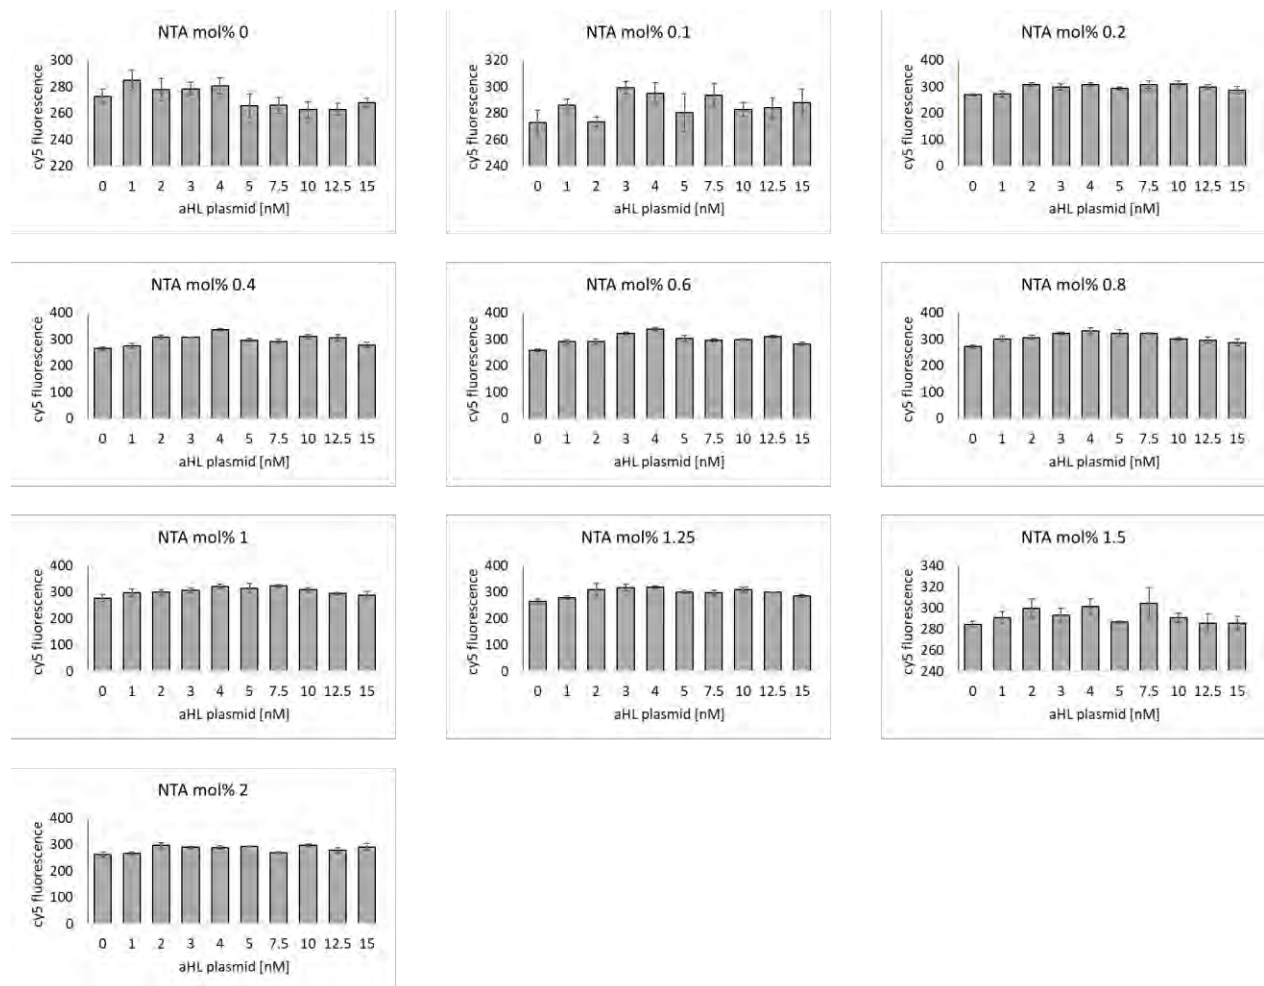 NTA mol% 0
cy5 fluorescence
300
280
260
240
220
0 1 2 3 4 5 7.5 10 12.5 15
aHL plasmid [nM]
NTA mol% 0.1
cy5 fluorescence
320
300
280
260
240
0 1 2 3 4 5 7.5 10 12.5 15
aHL plasmid [nM]
NTA mol% 0.2
cy5 fluorescence
400
300
200
100
0
0 1 2 3 4 5 7.5 10 12.5 15
aHL plasmid [nM]
NTA mol% 0.4
cy5 fluorescence
400
300
200
100
0
0 1 2 3 4 5 7.5 10 12.5 15
aHL plasmid [nM]
NTA mol% 0.6
cy5 fluorescence
400
300
200
100
0
0 1 2 3 4 5 7.5 10 12.5 15
aHL plasmid [nM]
NTA mol% 0.8
cy5 fluorescence
400
300
200
100
0
0 1 2 3 4 5 7.5 10 12.5 15
aHL plasmid [nM]
NTA mol% 1
cy5 fluorescence
400
300
200
100
0
0 1 2 3 4 5 7.5 10 12.5 15
aHL plasmid [nM]
NTA mol% 1.25
cy5 fluorescence
400
300
200
100
0
0 1 2 3 4 5 7.5 10 12.5 15
aHL plasmid [nM]
NTA mol% 1.5
cy5 fluorescence
340
320
300
280
260
240
0 1 2 3 4 5 7.5 10 12.5 15
aHL plasmid [nM]
NTA mol% 2
cy5 fluorescence
400
300
200
100
0
0 1 2 3 4 5 7.5 10 12.5 15
aHL plasmid [nM]